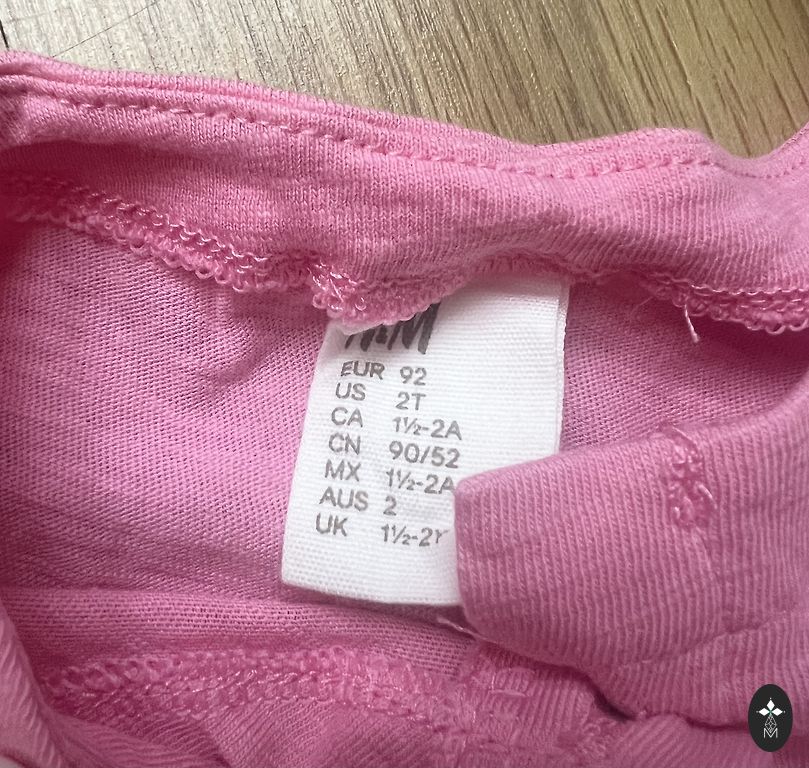 H&M
EUR 92
US 2T
CA 1½-2A
CN 90/52
MX 1½-2A
AUS 2
UK 1½-2Y
M